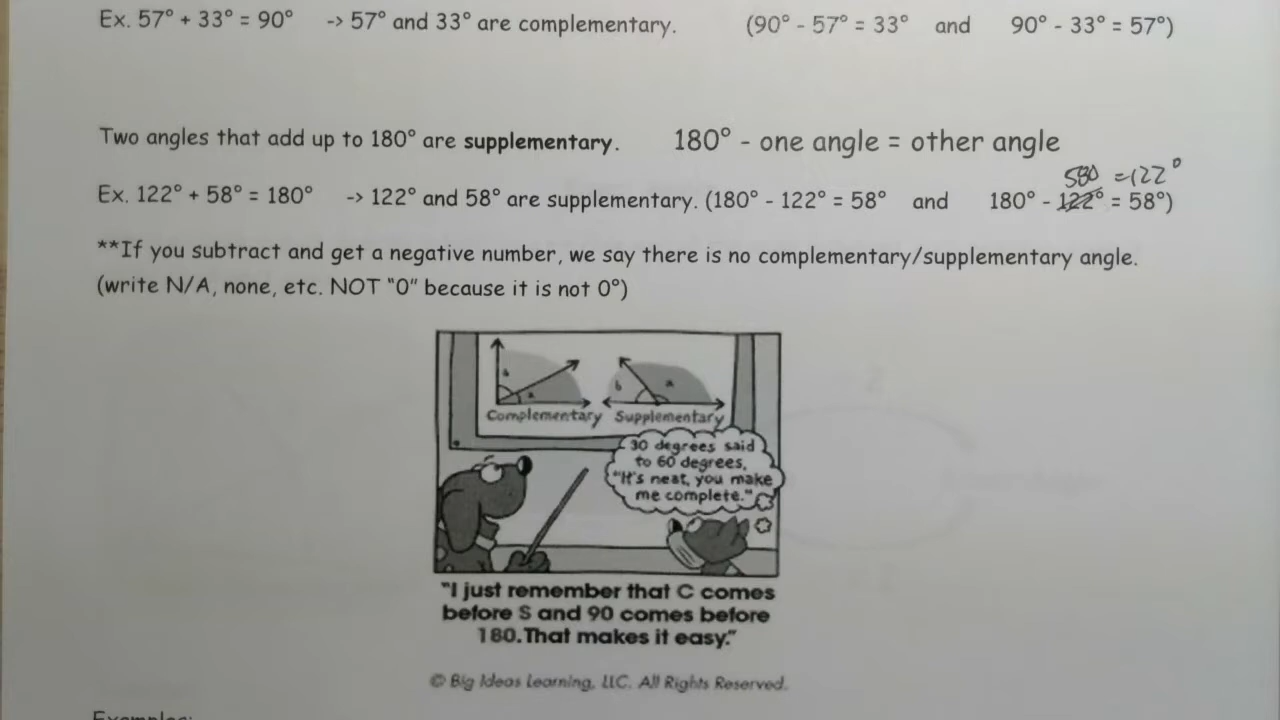 Ex. 57° + 33° = 90° -> 57° and 33° are complementary. (90° - 57° = 33° and 90° - 33° = 57°)
Two angles that add up to 180° are supplementary. 180° - one angle = other angle
580 =122°
Ex. 122° + 58° = 180° -> 122° and 58° are supplementary. (180° - 122° = 58° and 180° - 122° = 58°)
**If you subtract and get a negative number, we say there is no complementary/supplementary angle.
(write N/A, none, etc. NOT "0" because it is not 0°)
b b a
a
Complementary Supplementary
30 degrees said
to 60 degrees,
"It's neat, you make
me complete."
"I just remember that C comes
before S and 90 comes before
180. That makes it easy."
© Big Ideas Learning, LLC. All Rights Reserved.
Examples: